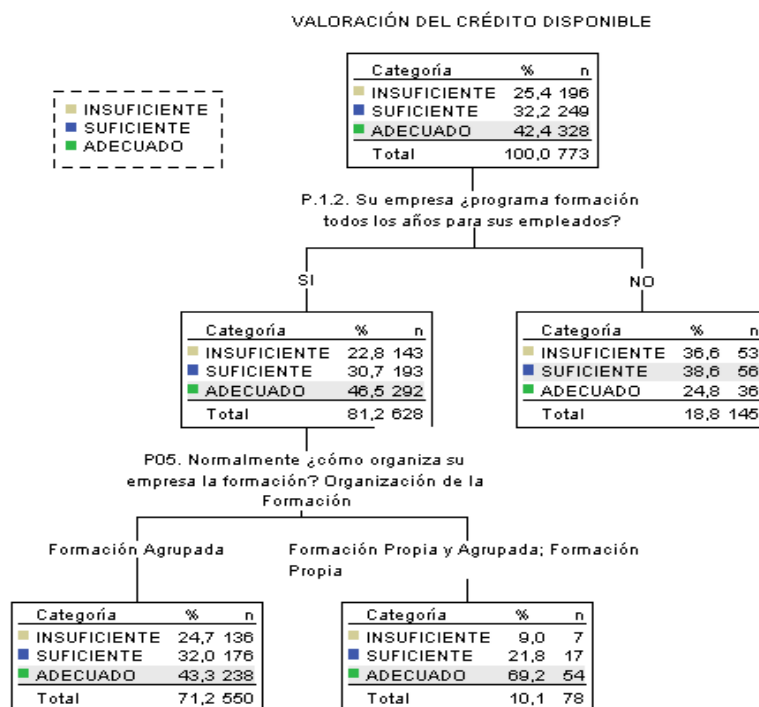 VALORACIÓN DEL CRÉDITO DISPONIBLE
INSUFICIENTE
SUFICIENTE
ADECUADO
Categoría % n
INSUFICIENTE 25,4 196
SUFICIENTE 32,2 249
ADECUADO 42,4 328
Total 100,0 773
P.1.2. Su empresa ¿programa formación
todos los años para sus empleados?
SI
NO
Categoría % n
INSUFICIENTE 22,8 143
SUFICIENTE 30,7 193
ADECUADO 46,5 292
Total 81,2 628
Categoría % n
INSUFICIENTE 36,6 53
SUFICIENTE 38,6 56
ADECUADO 24,8 36
Total 18,8 145
P05. Normalmente ¿cómo organiza su
empresa la formación? Organización de la
Formación
Formación Agrupada
Formación Propia y Agrupada; Formación
Propia
Categoría % n
INSUFICIENTE 24,7 136
SUFICIENTE 32,0 176
ADECUADO 43,3 238
Total 71,2 550
Categoría % n
INSUFICIENTE 9,0 7
SUFICIENTE 21,8 17
ADECUADO 69,2 54
Total 10,1 78